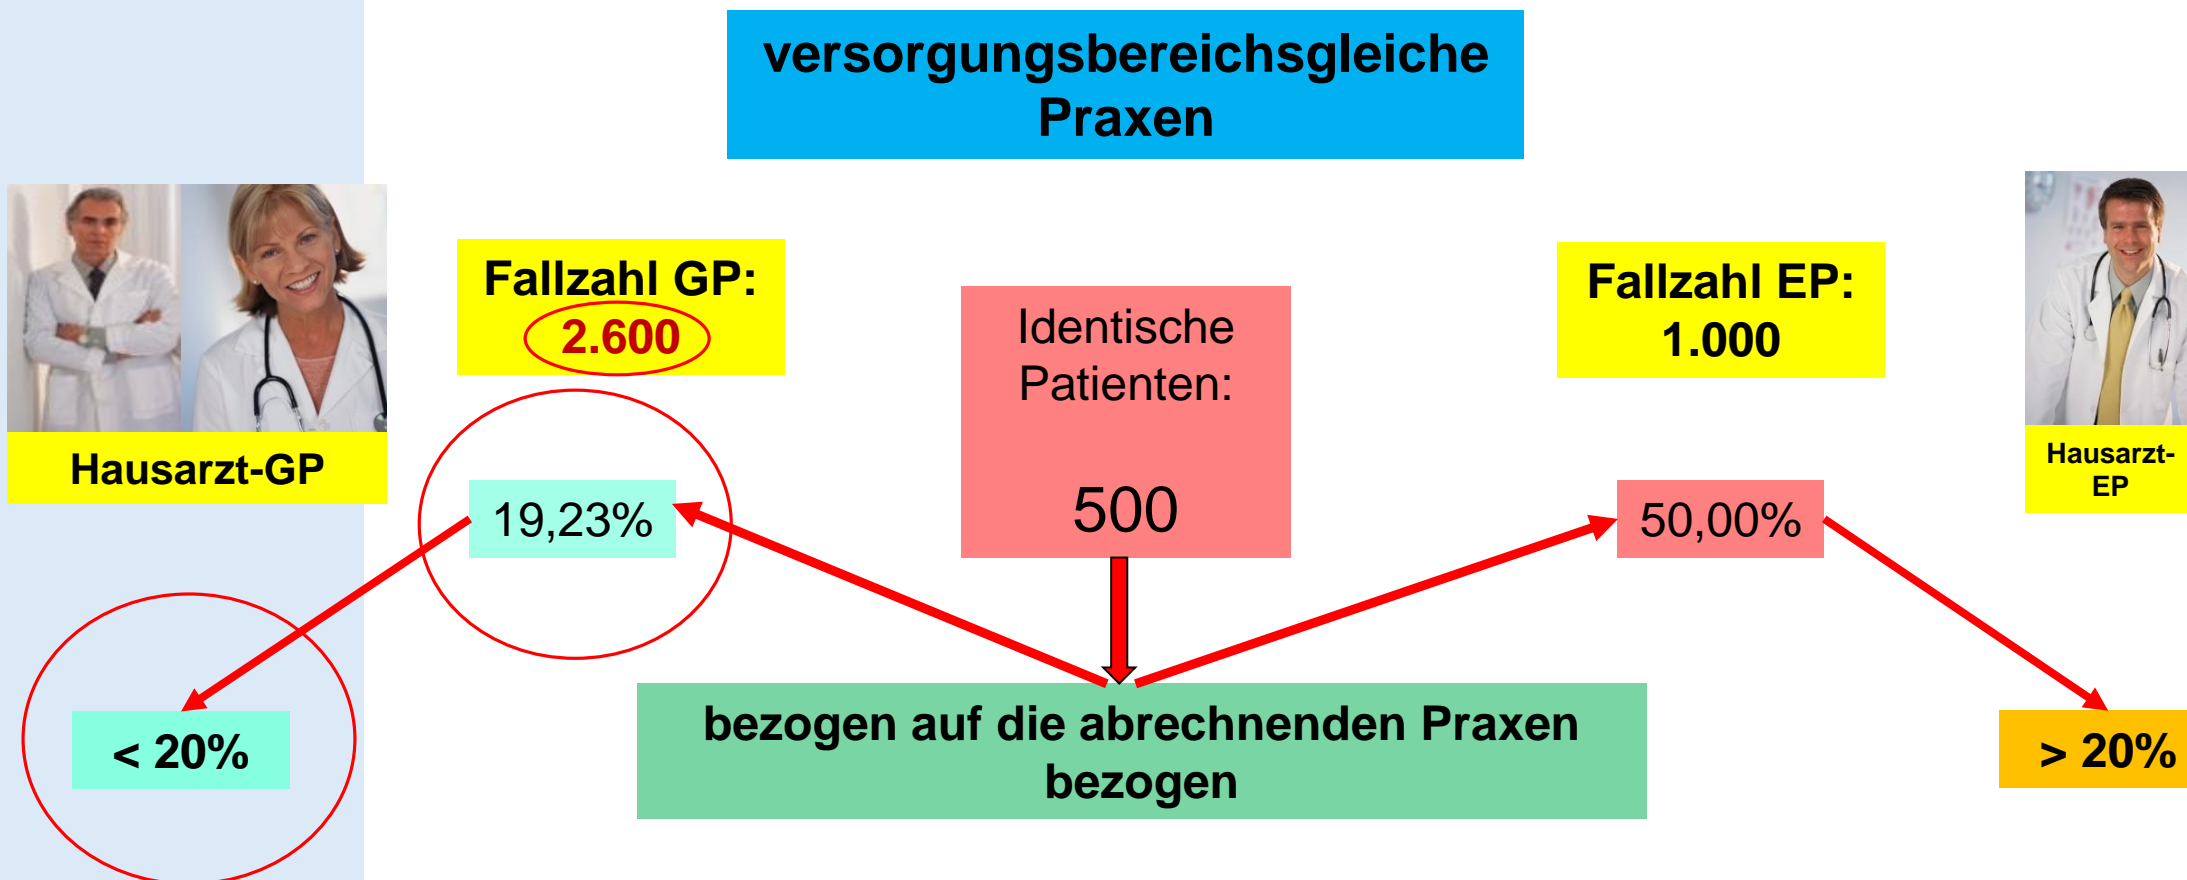 versorgungsbereichsgleiche
Praxen
Fallzahl GP:
2.600
Hausarzt-GP
Identische
Patienten:
500
Fallzahl EP:
1.000
Hausarzt-
EP
19,23%
50,00%
< 20%
bezogen auf die abrechnenden Praxen
bezogen
> 20%